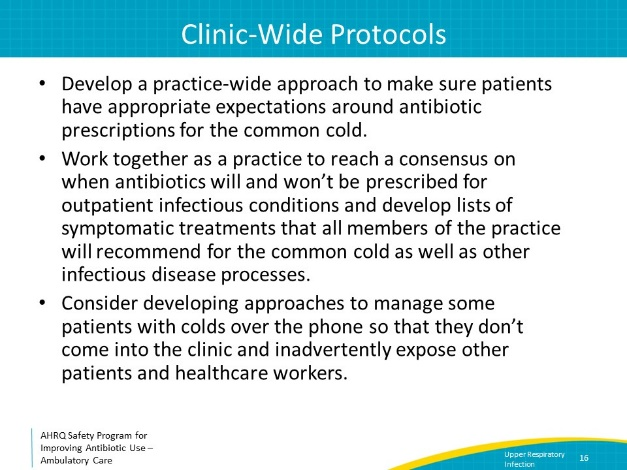 Clinic-Wide Protocols
• Develop a practice-wide approach to make sure patients
have appropriate expectations around antibiotic
prescriptions for the common cold.
• Work together as a practice to reach a consensus on
when antibiotics will and won’t be prescribed for
outpatient infectious conditions and develop lists of
symptomatic treatments that all members of the practice
will recommend for the common cold as well as other
infectious disease processes.
• Consider developing approaches to manage some
patients with colds over the phone so that they don’t
come into the clinic and inadvertently expose other
patients and healthcare workers.
AHRQ Safety Program for
Improving Antibiotic Use –
Ambulatory Care
Upper Respiratory
Infection
16